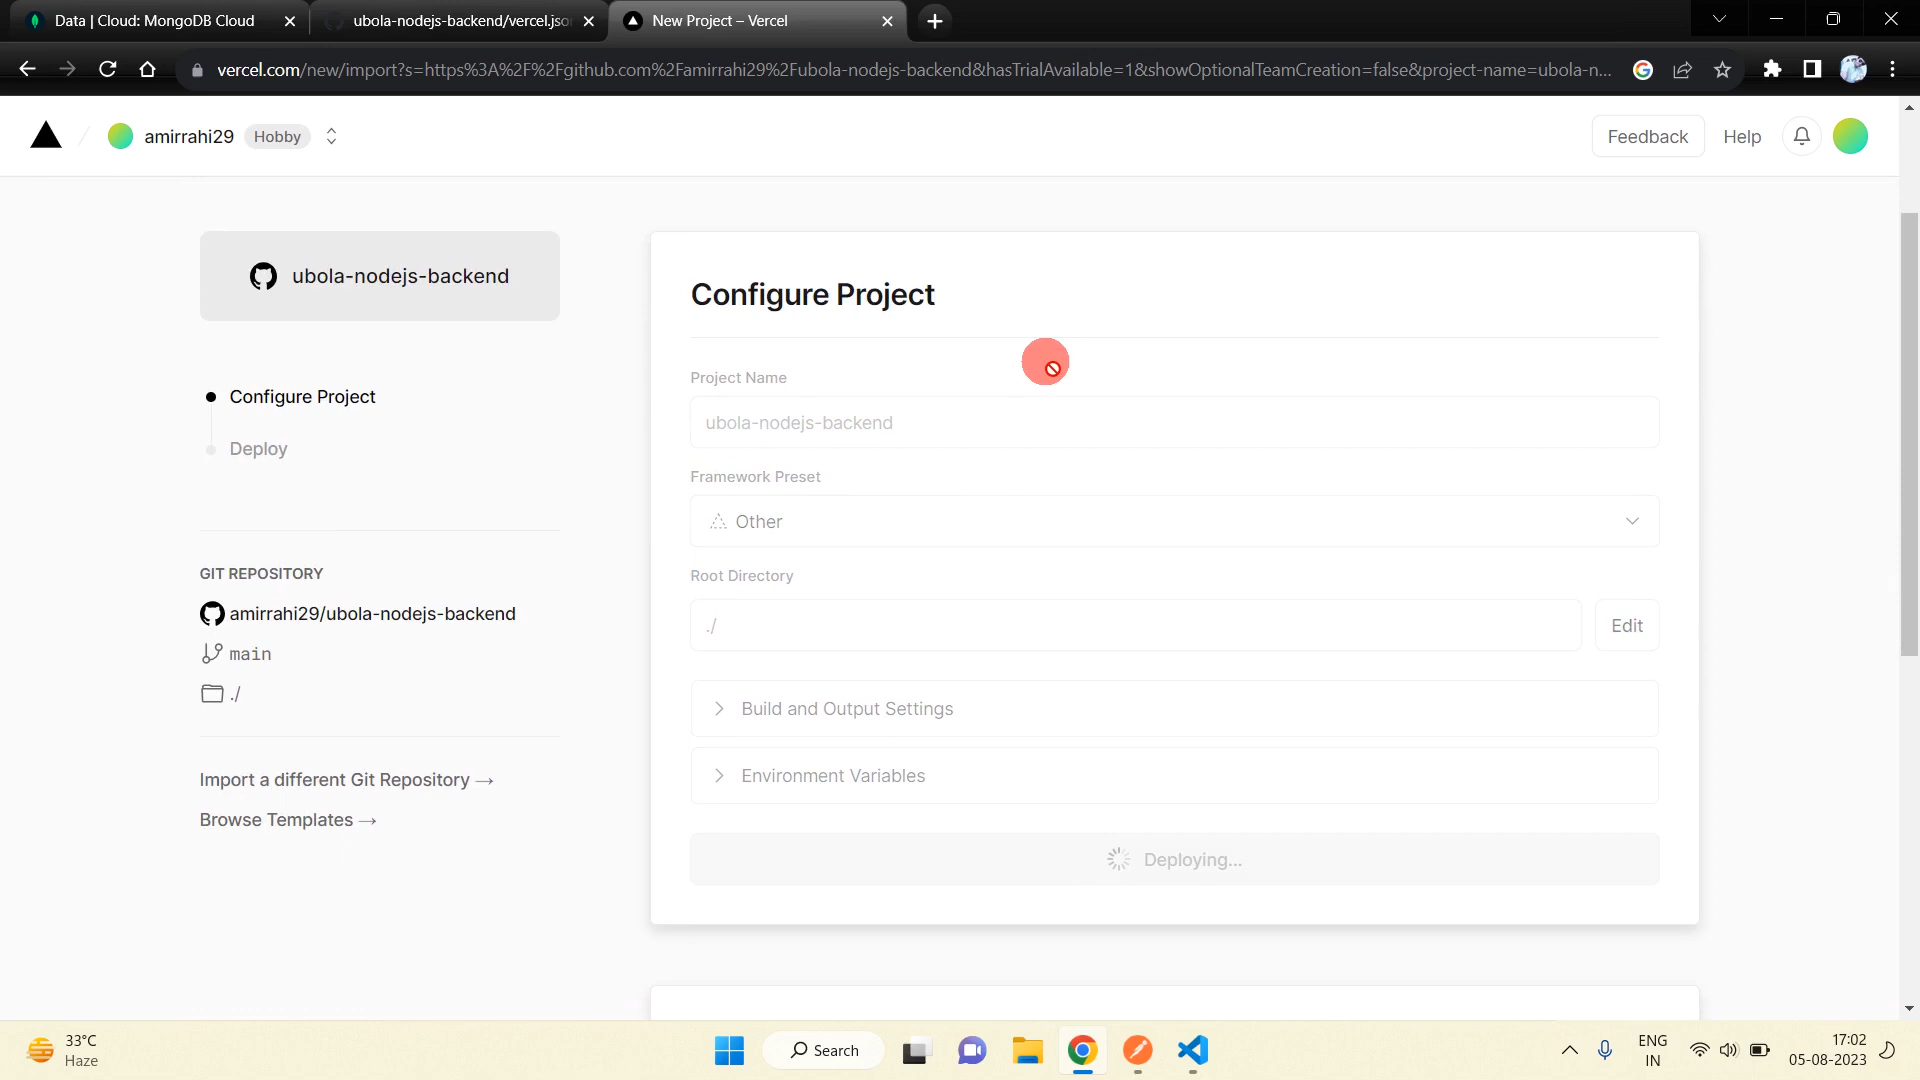 Data | Cloud: MongoDB Cloud
ubola-nodejs-backend/vercel.jso
New Project – Vercel
vercel.com/new/import?s=https%3A%2F%2Fgithub.com%2Famirrahi29%2Fubola-nodejs-backend&hasTrialAvailable=1&showOptionalTeamCreation=false&project-name=ubola-n...
amirrahi29 Hobby
Feedback
Help
ubola-nodejs-backend
Configure Project
Deploy
GIT REPOSITORY
amirrahi29/ubola-nodejs-backend
main
./
Import a different Git Repository →
Browse Templates →
Configure Project
Project Name
ubola-nodejs-backend
Framework Preset
Other
Root Directory
./
Edit
Build and Output Settings
Environment Variables
Deploying...
33°C
Haze
Search
ENG
IN
17:02
05-08-2023